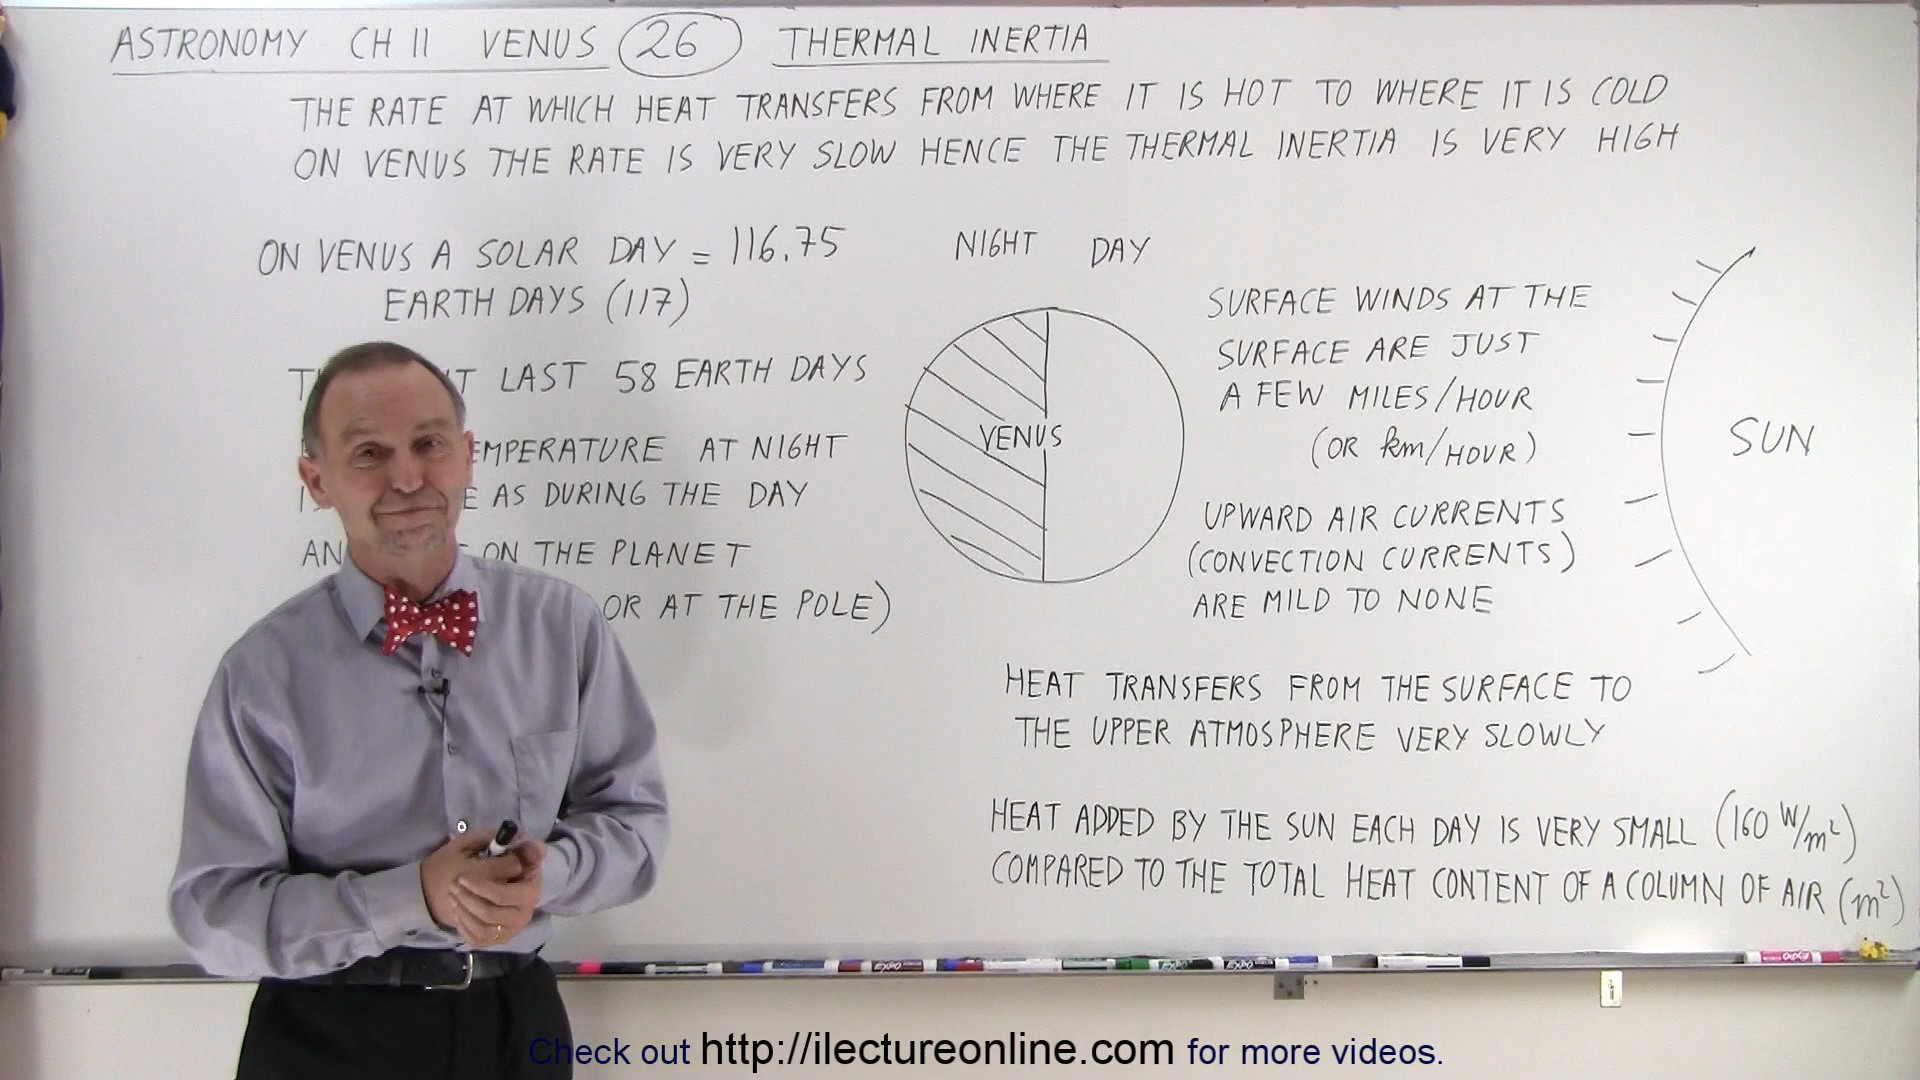 ASTRONOMY CH 11 VENUS 26 THERMAL INERTIA
THE RATE AT WHICH HEAT TRANSFERS FROM WHERE IT IS HOT TO WHERE IT IS COLD
ON VENUS THE RATE IS VERY SLOW HENCE THE THERMAL INERTIA IS VERY HIGH
ON VENUS A SOLAR DAY = 116.75
EARTH DAYS (117)
LAST 58 EARTH DAYS
AT NIGHT
AS DURING THE DAY
ON THE PLANET
OR AT THE POLE)
NIGHT DAY
VENUS
SURFACE WINDS AT THE
SURFACE ARE JUST
A FEW MILES/HOUR
(OR km/HOUR)
UPWARD AIR CURRENTS
(CONVECTION CURRENTS)
ARE MILD TO NONE
SUN
HEAT TRANSFERS FROM THE SURFACE TO
THE UPPER ATMOSPHERE VERY SLOWLY
HEAT ADDED BY THE SUN EACH DAY IS VERY SMALL (160 W/m²)
COMPARED TO THE TOTAL HEAT CONTENT OF A COLUMN OF AIR (m²)
EXPO
EXPO
EXPO
Check out http://ilectureonline.com for more videos.